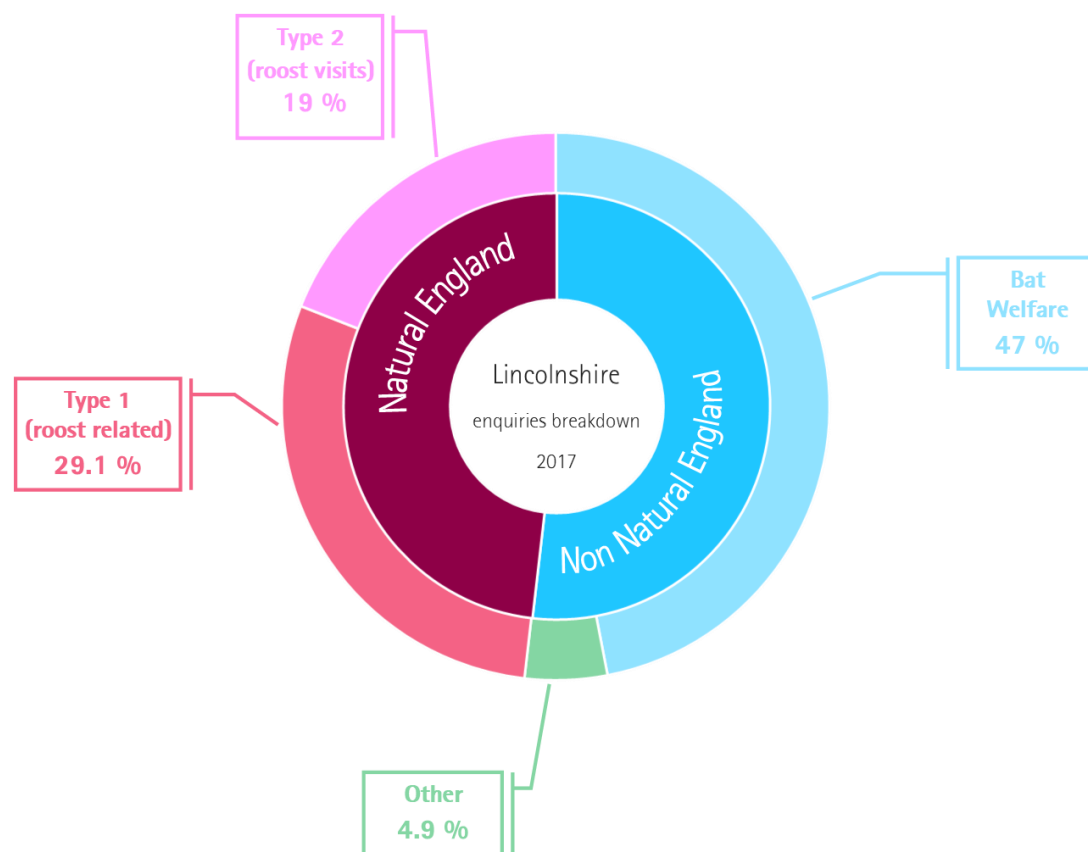 Type 2
(roost visits)
19 %
Natural England
Bat
Welfare
47 %
Lincolnshire
enquiries breakdown
2017
Type 1
(roost related)
29.1 %
Non Natural England
Other
4.9 %